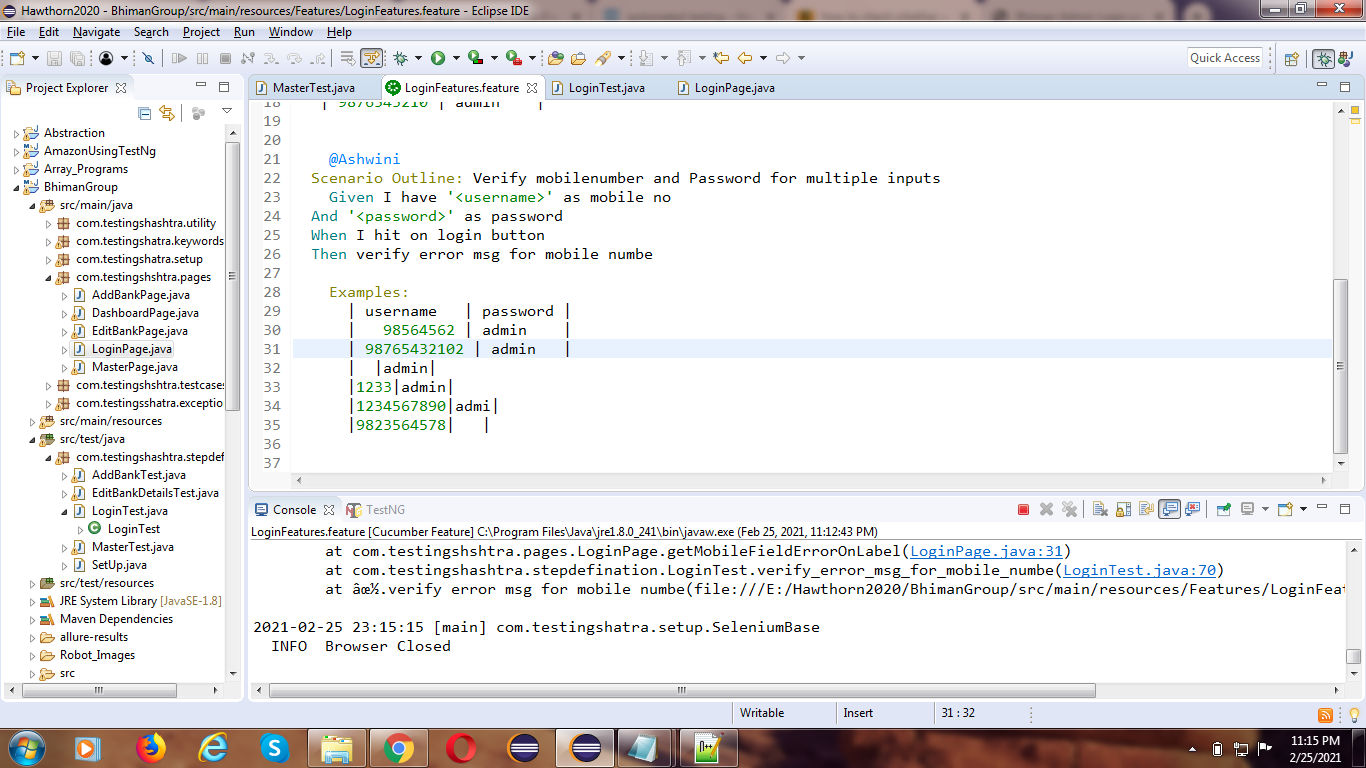 Hawthorn2020 - BhimanGroup/src/main/resources/Features/LoginFeatures.feature - Eclipse IDE
File Edit Navigate Search Project Run Window Help
Quick Access
Project Explorer
MasterTest.java LoginFeatures.feature LoginTest.java LoginPage.java
Abstraction
AmazonUsingTestNg
Array_Programs
BhimanGroup
src/main/java
com.testingshashtra.utility
com.testingshatra.keywords
com.testingshatra.setup
com.testingshshtra.pages
AddBankPage.java
DashboardPage.java
EditBankPage.java
LoginPage.java
MasterPage.java
com.testingshshtra.testcases
com.testingsshatra.exceptio
src/main/resources
src/test/java
com.testingshashtra.stepdef
AddBankTest.java
EditBankDetailsTest.java
LoginTest.java
LoginTest
MasterTest.java
SetUp.java
src/test/resources
JRE System Library [JavaSE-1.8]
Maven Dependencies
allure-results
Robot_Images
src
18 | 9876543210 | admin |
19
20
21 @Ashwini
22 Scenario Outline: Verify mobilenumber and Password for multiple inputs
23 Given I have '<username>' as mobile no
24 And '<password>' as password
25 When I hit on login button
26 Then verify error msg for mobile numbe
27
28 Examples:
29 | username | password |
30 | 98564562 | admin |
31 | 98765432102 | admin |
32 | |admin|
33 |1233|admin|
34 |1234567890|admi|
35 |9823564578| |
36
37
Console TestNG
LoginFeatures.feature [Cucumber Feature] C:\Program Files\Java\jre1.8.0_241\bin\javaw.exe (Feb 25, 2021, 11:12:43 PM)
at com.testingshshtra.pages.LoginPage.getMobileFieldErrorOnLabel(LoginPage.java:31)
at com.testingshashtra.stepdefination.LoginTest.verify_error_msg_for_mobile_numbe(LoginTest.java:70)
at âœ½.verify error msg for mobile numbe(file:///E:/Hawthorn2020/BhimanGroup/src/main/resources/Features/LoginFeat
2021-02-25 23:15:15 [main] com.testingshatra.setup.SeleniumBase
INFO Browser Closed
Writable Insert 31 : 32
11:15 PM
2/25/2021